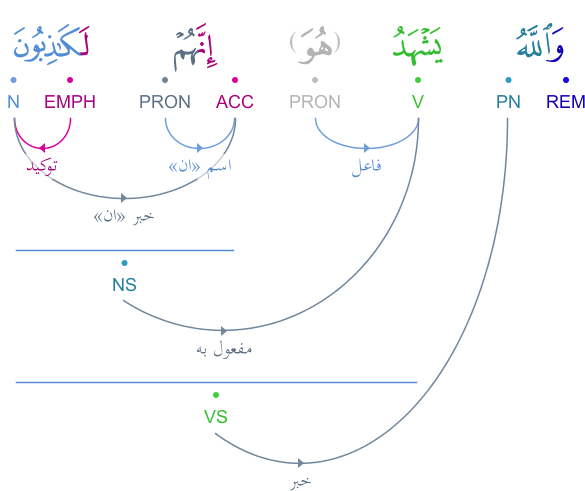 وَٱللَّهُ يَشْهَدُ (هُوَ) إِنَّهُمْ لَكَـٰذِبُونَ
REM PN V PRON ACC PRON EMPH N
فاعل اسم «ان» توكيد
خبر «ان»
NS
مفعول به
VS
خبر